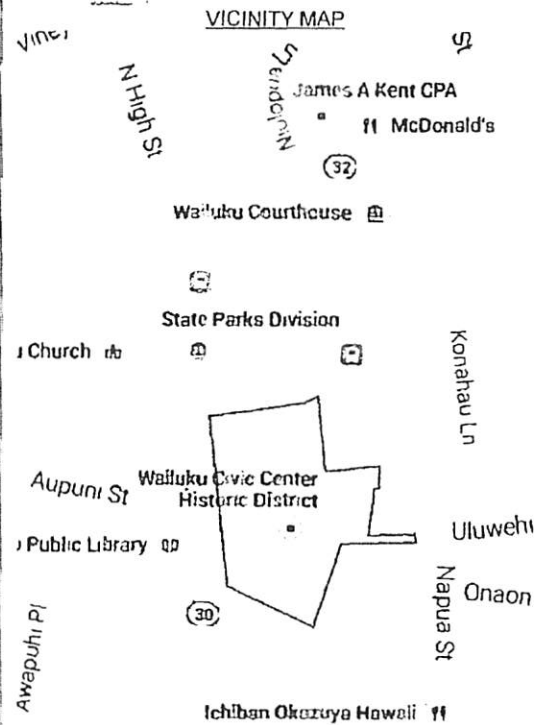 VICINITY MAP
St
N High St
James A Kent CPA
McDonald's
32
Wailuku Courthouse
State Parks Division
Church
Konahau Ln
Aupuni St
Wailuku Civic Center
Historic District
Public Library
Uluwehi
Onaon
Napua St
30
Awapuhi Pl
Ichiban Okazuya Hawaii